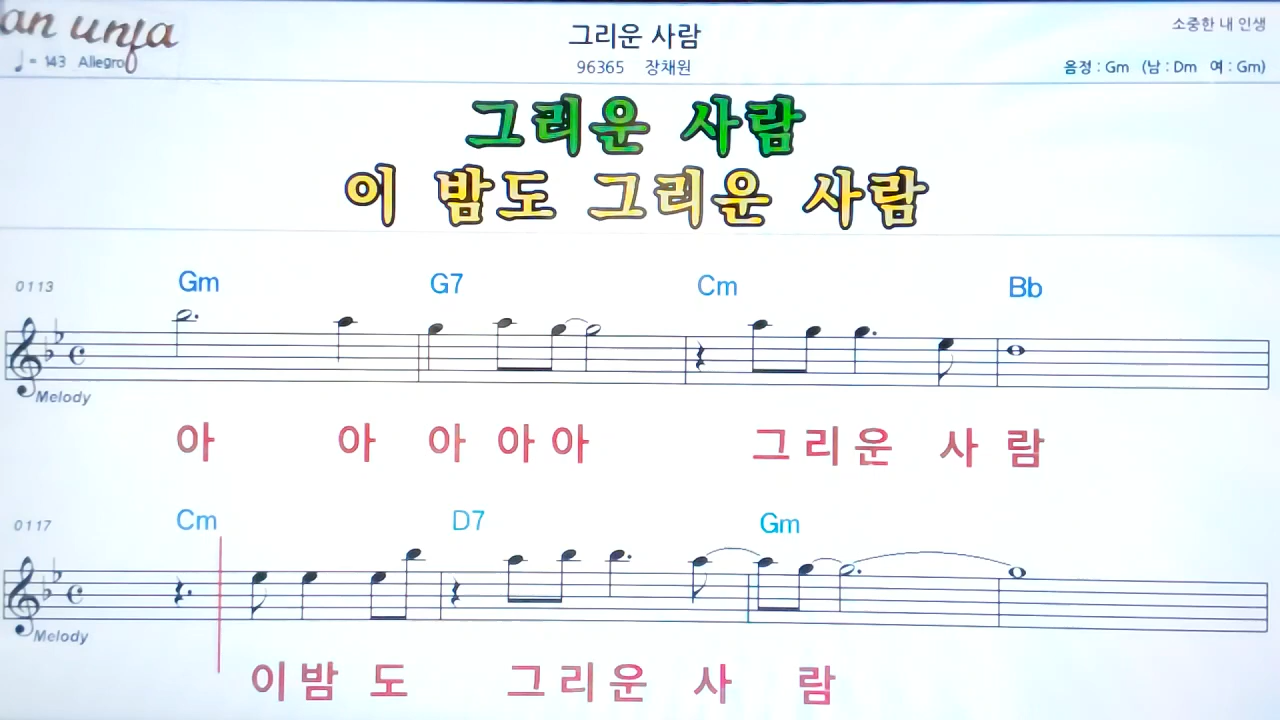 an unfa
♩= 143 Allegro
그리운 사람
96365 장채원
소중한 내 인생
음정 : Gm (남 : Dm 여 : Gm)
그리운 사람
이 밤도 그리운 사람
0113 Gm G7 Cm Bb
Melody
아 아 아 아 아 그 리 운 사 람
0117 Cm D7 Gm
Melody
이 밤 도 그 리 운 사 람